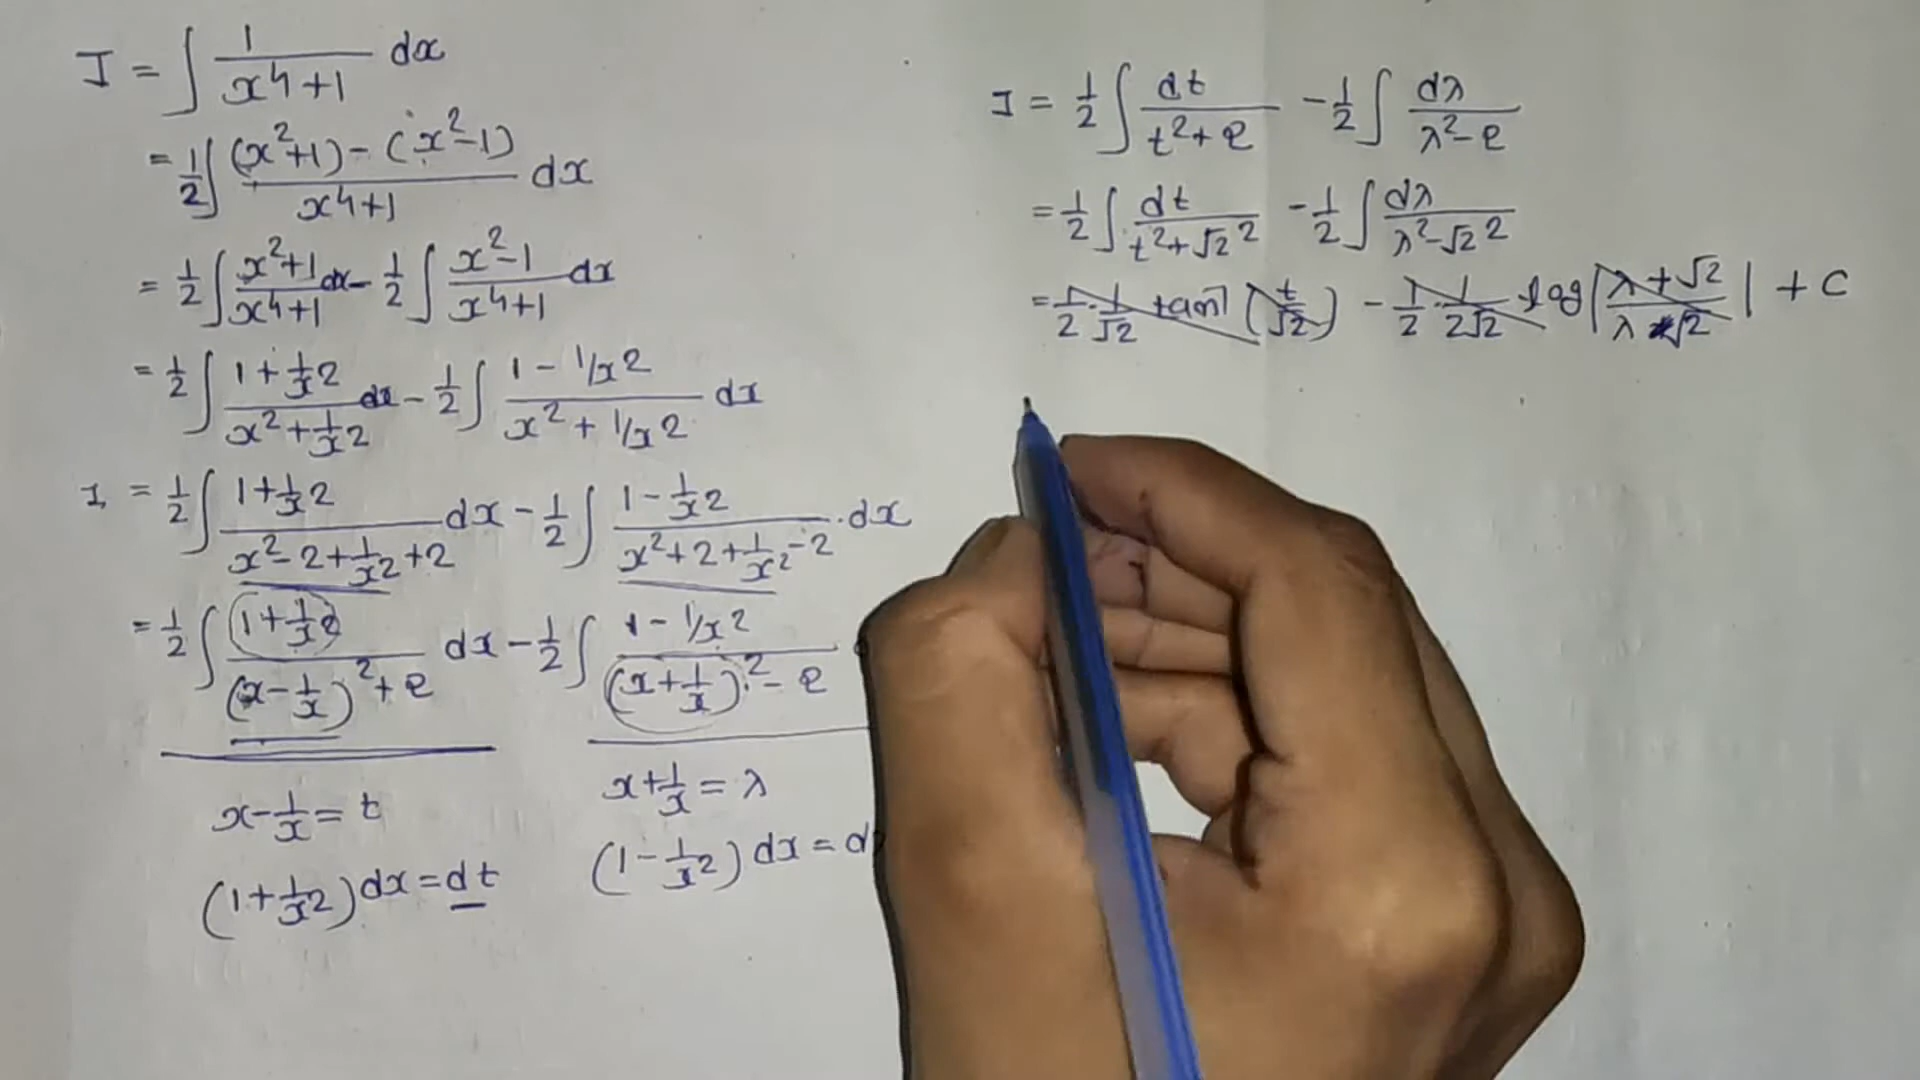 I = ∫ 1/(x⁴+1) dx
= 1/2 ∫ ((x²+1) - (x²-1))/(x⁴+1) dx
= 1/2 ∫ (x²+1)/(x⁴+1) dx - 1/2 ∫ (x²-1)/(x⁴+1) dx
= 1/2 ∫ (1 + 1/x²)/(x² + 1/x²) dx - 1/2 ∫ (1 - 1/x²)/(x² + 1/x²) dx
I = 1/2 ∫ (1 + 1/x²)/(x² - 2 + 1/x² + 2) dx - 1/2 ∫ (1 - 1/x²)/(x² + 2 + 1/x² - 2) . dx
= 1/2 ∫ (1 + 1/x²)/((x - 1/x)² + 2) dx - 1/2 ∫ (1 - 1/x²)/((x + 1/x)² - 2)
x - 1/x = t
(1 + 1/x²) dx = dt
x + 1/x = λ
(1 - 1/x²) dx = d
I = 1/2 ∫ dt/(t² + 2) - 1/2 ∫ dλ/(λ² - 2)
= 1/2 ∫ dt/(t² + √2²) - 1/2 ∫ dλ/(λ² - √2²)
= 1/2 · 1/√2 tan⁻¹ (t/√2) - 1/2 · 1/2√2 log |(λ + √2)/(λ √2)| + C